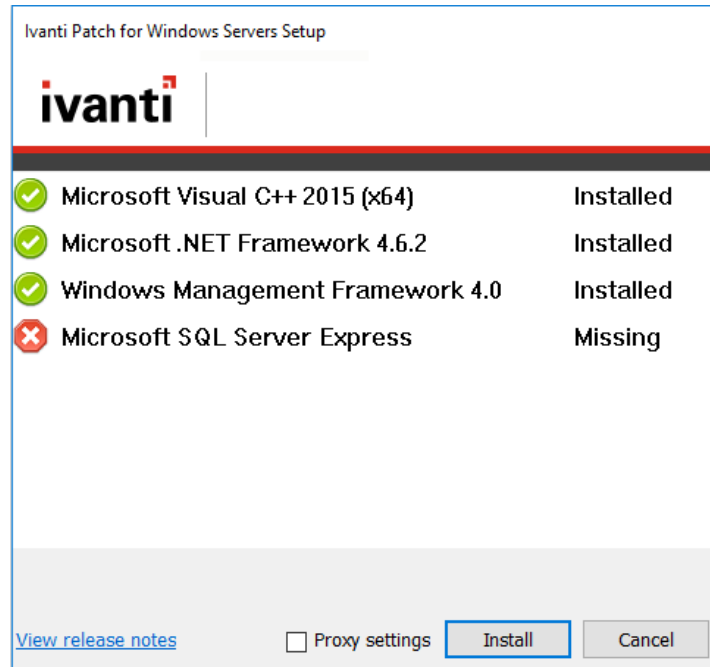 Ivanti Patch for Windows Servers Setup
ivanti
Microsoft Visual C++ 2015 (x64) Installed
Microsoft .NET Framework 4.6.2 Installed
Windows Management Framework 4.0 Installed
Microsoft SQL Server Express Missing
View release notes Proxy settings Install Cancel